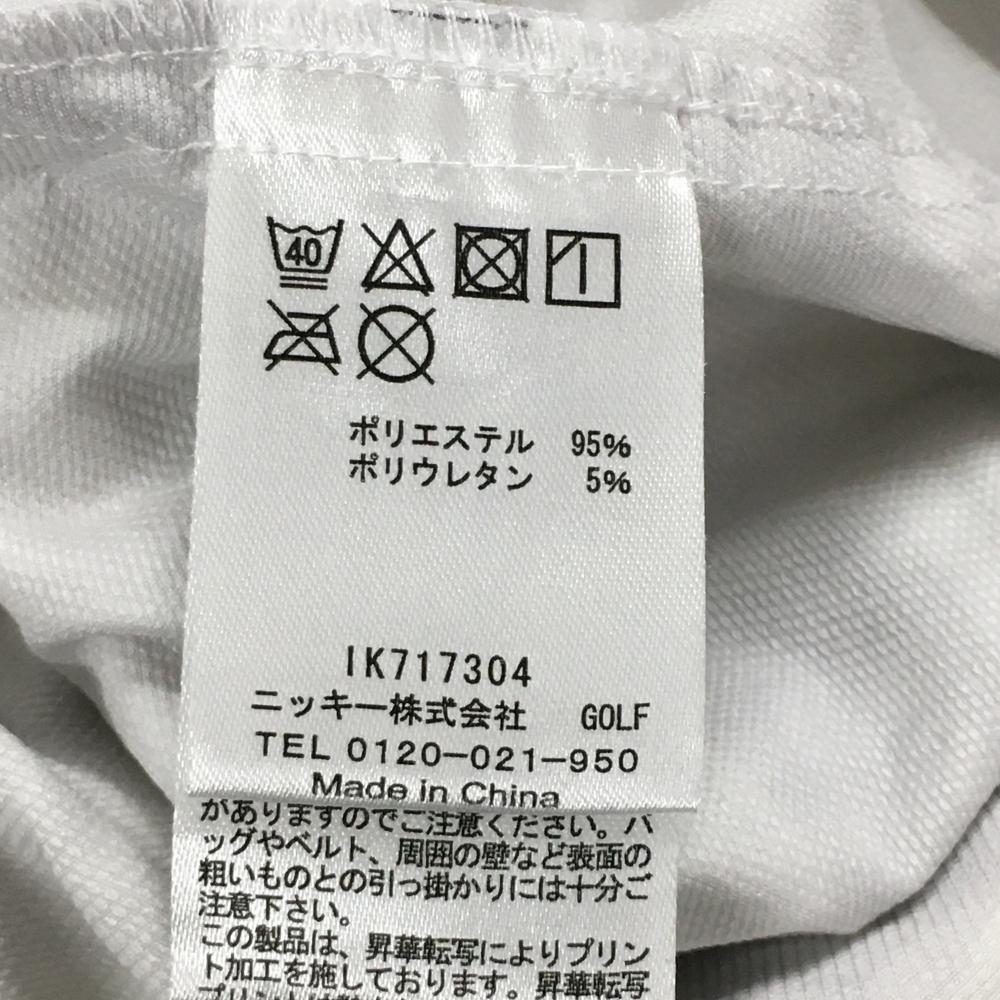 40
ポリエステル 95%
ポリウレタン 5%
IK717304
ニッキー株式会社 GOLF
TEL 0120-021-950
Made in China
がありますのでご注意ください。バ
ッグやベルト、周囲の壁など表面の
粗いものとの引っ掛かりには十分ご
注意下さい。
この製品は、昇華転写によりプリン
ト加工を施しております。昇華転写